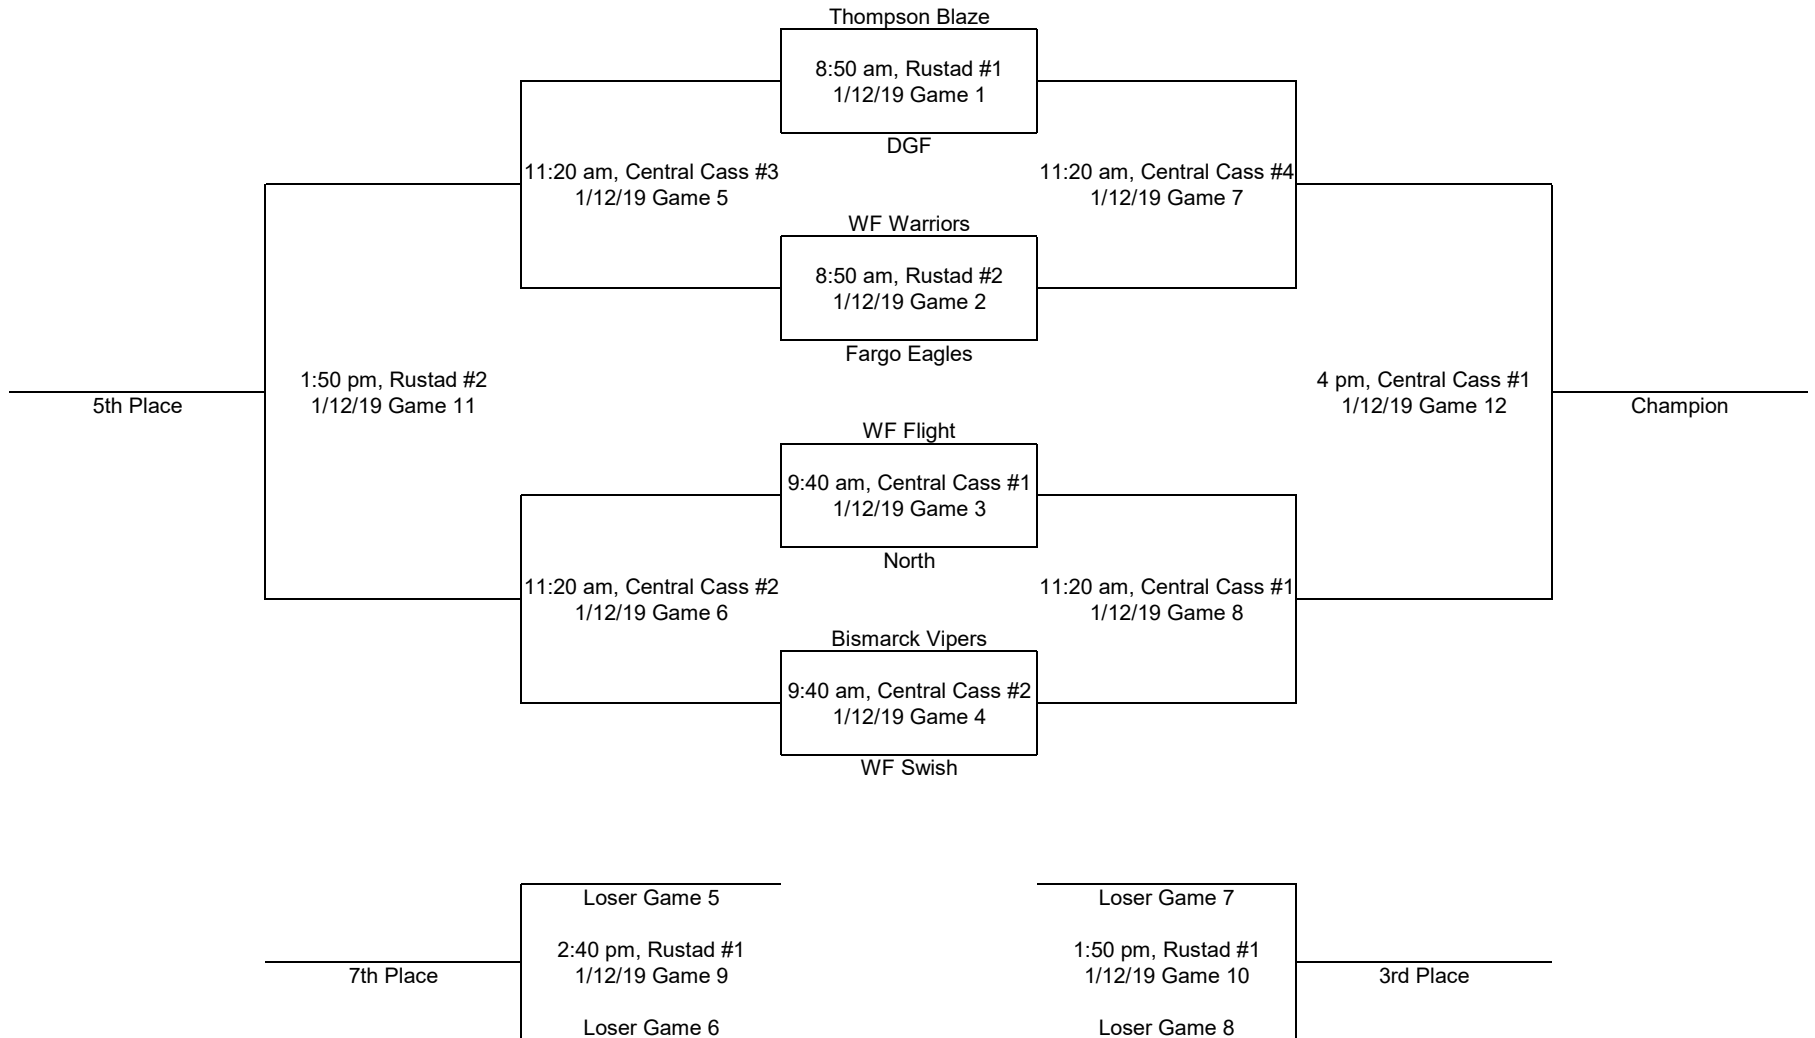 Thompson Blaze
8:50 am, Rustad #1
1/12/19 Game 1
DGF
11:20 am, Central Cass #3
1/12/19 Game 5
11:20 am, Central Cass #4
1/12/19 Game 7
WF Warriors
8:50 am, Rustad #2
1/12/19 Game 2
Fargo Eagles
1:50 pm, Rustad #2
1/12/19 Game 11
5th Place
4 pm, Central Cass #1
1/12/19 Game 12
Champion
WF Flight
9:40 am, Central Cass #1
1/12/19 Game 3
North
11:20 am, Central Cass #2
1/12/19 Game 6
11:20 am, Central Cass #1
1/12/19 Game 8
Bismarck Vipers
9:40 am, Central Cass #2
1/12/19 Game 4
WF Swish
Loser Game 5
2:40 pm, Rustad #1
1/12/19 Game 9
7th Place
Loser Game 6
Loser Game 7
1:50 pm, Rustad #1
1/12/19 Game 10
3rd Place
Loser Game 8